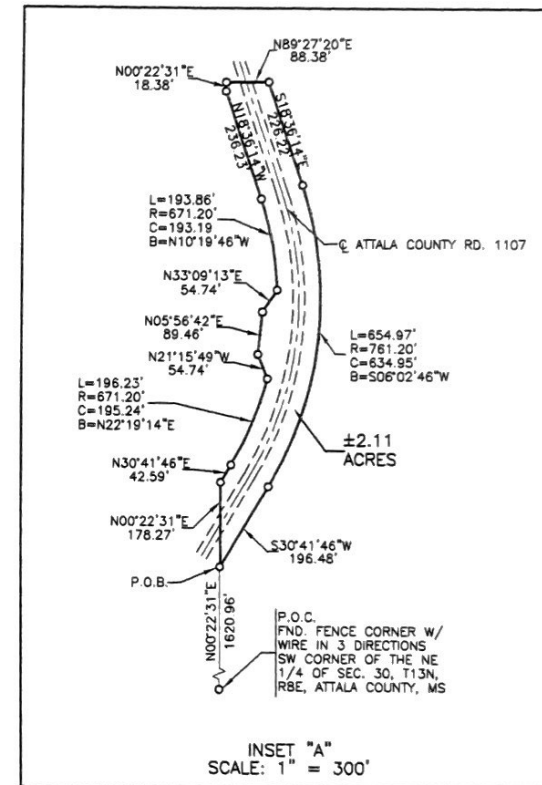 N89°27'20"E
88.38'
N00°22'31"E
18.38'
N18°36'14"W
236.23'
S18°36'14"E
226.22
L=193.86'
R=671.20'
C=193.19
B=N10°19'46"W
℄ ATTALA COUNTY RD. 1107
N33°09'13"E
54.74'
N05°56'42"E
89.46'
N21°15'49"W
54.74'
L=654.97'
R=761.20'
C=634.95'
B=S06°02'46"W
L=196.23'
R=671.20'
C=195.24'
B=N22°19'14"E
±2.11
ACRES
N30°41'46"E
42.59'
N00°22'31"E
178.27'
S30°41'46"W
196.48'
P.O.B.
N00°22'31"E
1620.96'
P.O.C.
FND. FENCE CORNER W/
WIRE IN 3 DIRECTIONS
SW CORNER OF THE NE
1/4 OF SEC. 30, T13N,
R8E, ATTALA COUNTY, MS
INSET "A"
SCALE: 1" = 300'